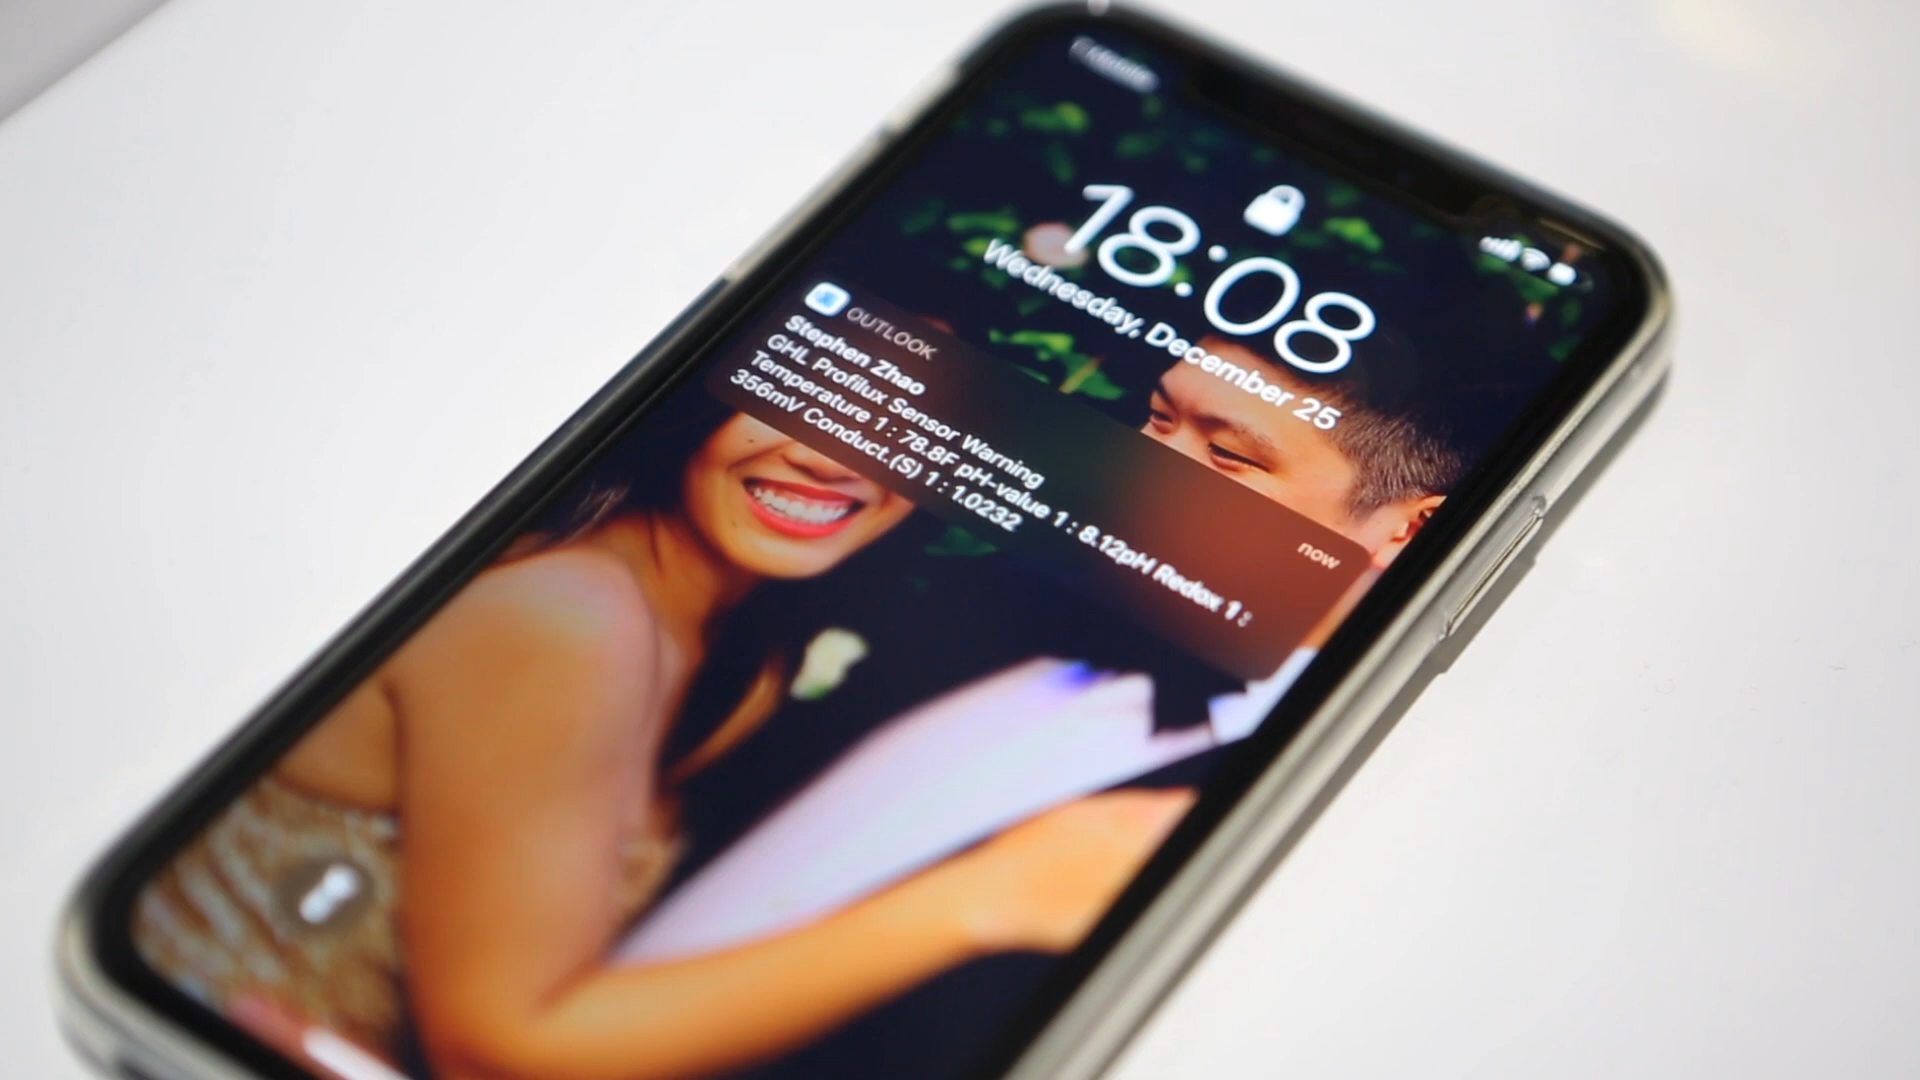 18:08
Wednesday, December 25
OUTLOOK
now
Stephen Zhao
GHL Profilux Sensor Warning
Temperature 1 : 78.8F pH-value 1 : 8.12pH Redox 1 :
356mV Conduct.(S) 1 : 1.0232